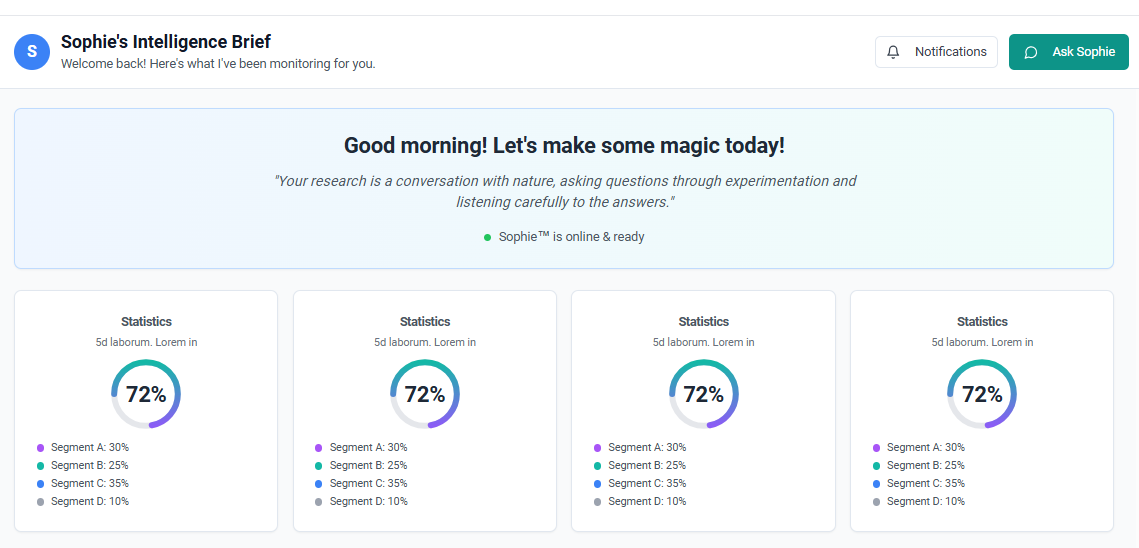 S
Sophie's Intelligence Brief
Welcome back! Here's what I've been monitoring for you.
Notifications
Ask Sophie
Good morning! Let's make some magic today!
"Your research is a conversation with nature, asking questions through experimentation and
listening carefully to the answers."
Sophie™ is online & ready
Statistics
5d laborum. Lorem in
72%
Segment A: 30%
Segment B: 25%
Segment C: 35%
Segment D: 10%
Statistics
5d laborum. Lorem in
72%
Segment A: 30%
Segment B: 25%
Segment C: 35%
Segment D: 10%
Statistics
5d laborum. Lorem in
72%
Segment A: 30%
Segment B: 25%
Segment C: 35%
Segment D: 10%
Statistics
5d laborum. Lorem in
72%
Segment A: 30%
Segment B: 25%
Segment C: 35%
Segment D: 10%